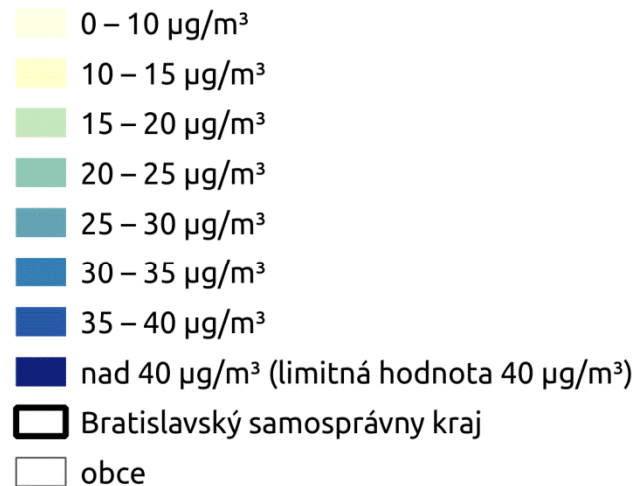 0 – 10 µg/m³
10 – 15 µg/m³
15 – 20 µg/m³
20 – 25 µg/m³
25 – 30 µg/m³
30 – 35 µg/m³
35 – 40 µg/m³
nad 40 µg/m³ (limitná hodnota 40 µg/m³)
Bratislavský samosprávny kraj
obce